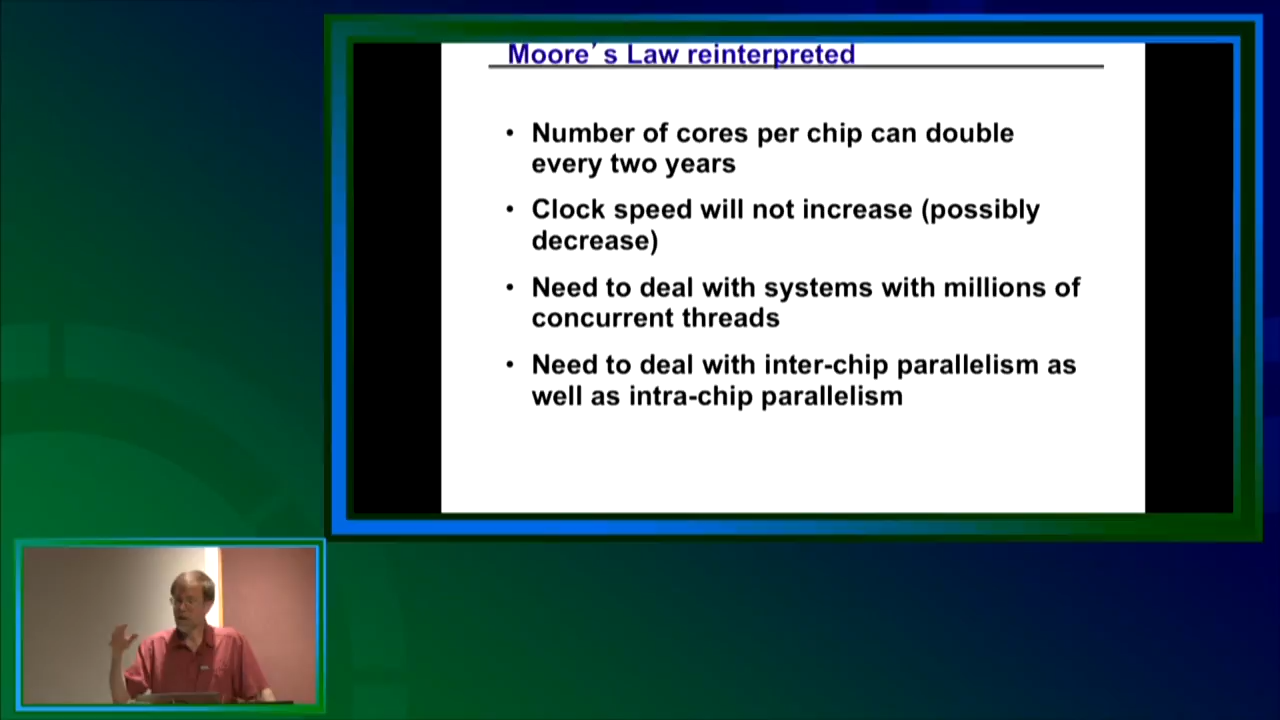 Moore's Law reinterpreted
• Number of cores per chip can double
every two years
• Clock speed will not increase (possibly
decrease)
• Need to deal with systems with millions of
concurrent threads
• Need to deal with inter-chip parallelism as
well as intra-chip parallelism